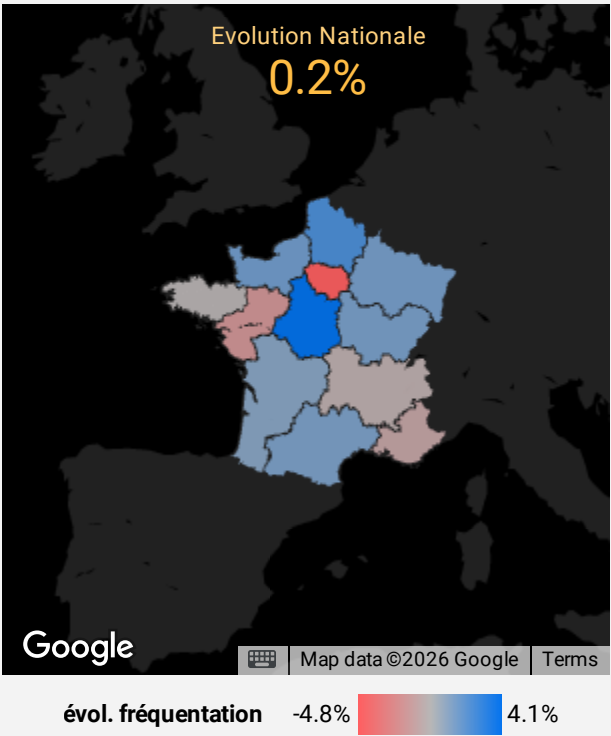 Evolution Nationale
0.2%
Google
Map data ©2026 Google
Terms
évol. fréquentation -4.8% 4.1%